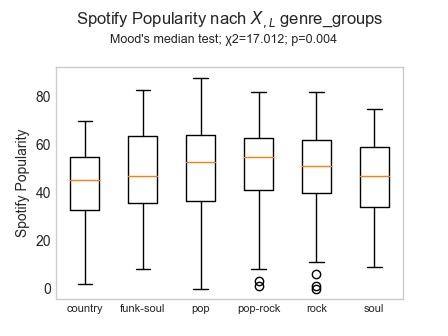 Spotify Popularity nach X,L genre_groups
Mood's median test; χ2=17.012; p=0.004
Spotify Popularity
80
60
40
20
0
country funk-soul pop pop-rock rock soul